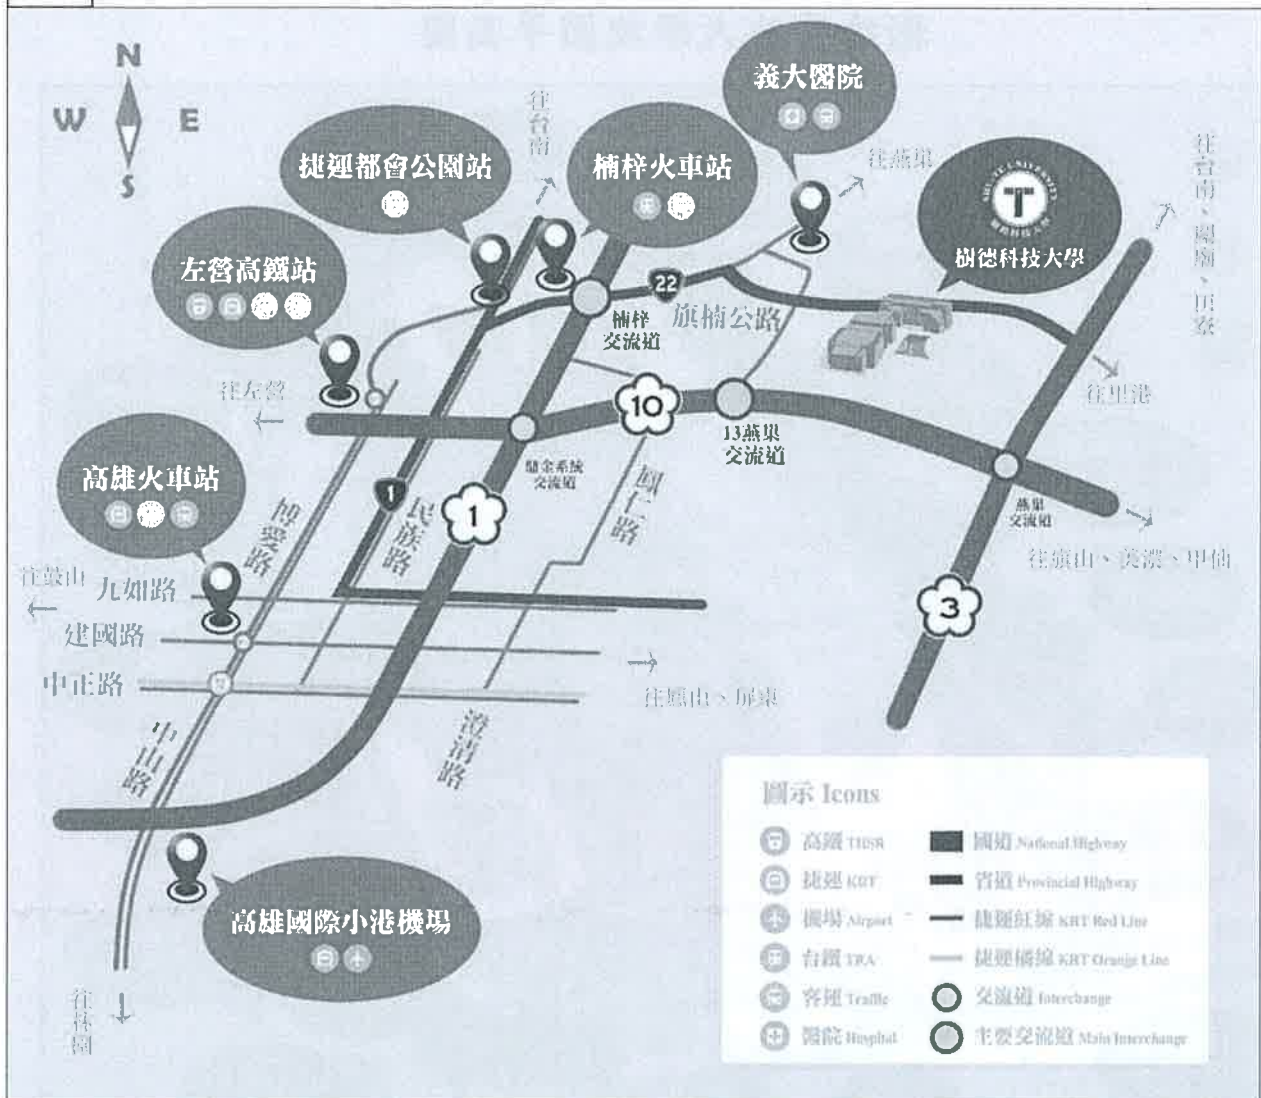 N
W E
S
義大醫院
往台南
捷運都會公園站
楠梓火車站
往燕巢
樹德科技大學
T
左營高鐵站
22
楠梓
交流道
旗楠公路
往左營
10
13燕巢
交流道
往里港
鼎金系統
交流道
燕巢
交流道
高雄火車站
1
1
博愛路
民族路
鳳仁路
往旗山、美濃、甲仙
往鼓山
九如路
3
建國路
中正路
往鳳山、屏東
中山路
澄清路
圖示 Icons
高鐵 THSR
國道 National Highway
捷運 KRT
省道 Provincial Highway
機場 Airport
捷運紅線 KRT Red Line
台鐵 TRA
捷運橘線 KRT Orange Line
客運 Traffic
交流道 Interchange
醫院 Hospital
主要交流道 Main Interchange
高雄國際小港機場
往林園